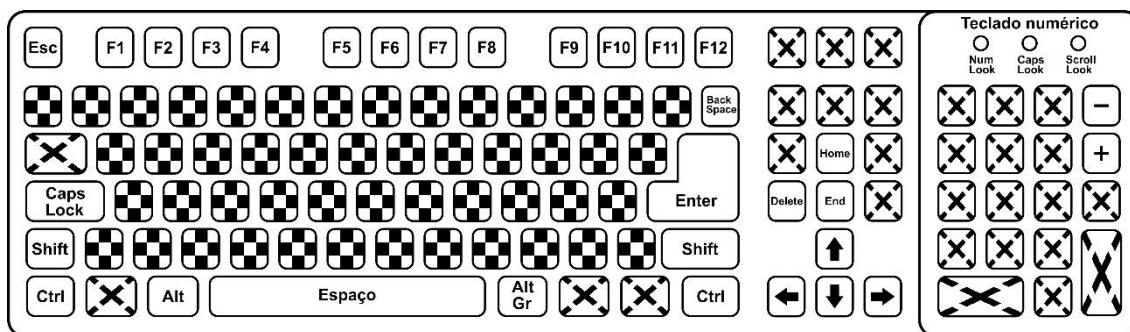 Teclado numérico
Esc F1 F2 F3 F4 F5 F6 F7 F8 F9 F10 F11 F12
Num Look Caps Look Scroll Look
Back Space
-
Home
+
Caps Lock
Enter
Delete End
Shift
Shift
Ctrl
Alt
Espaço
Alt Gr
Ctrl